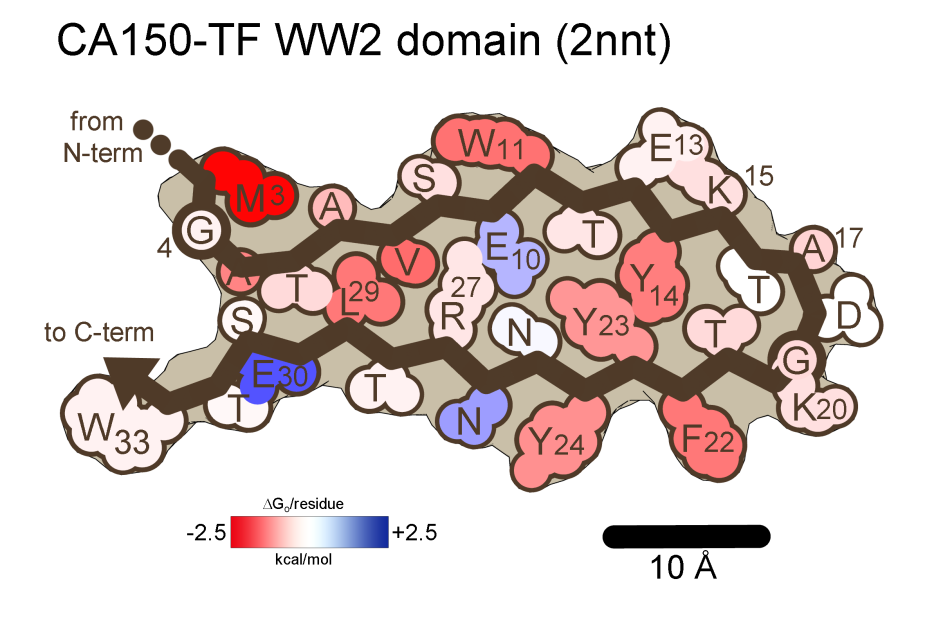 CA150-TF WW2 domain (2nnt)
from
N-term
M3
G
4
A
A
S
W11
E13
K
15
A
17
T
L29
V
E10
T
Y14
T
D
S
27
R
N
Y23
T
G
K20
to C-term
E30
T
T
N
Y24
F22
W33
ΔG₀/residue
-2.5
+2.5
kcal/mol
10 Å